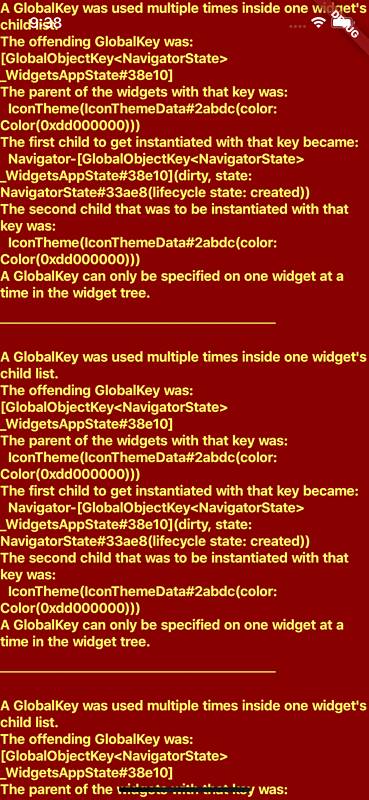 A GlobalKey was used multiple times inside one widget's
child list.
9:38
DEBUG
The offending GlobalKey was:
[GlobalObjectKey<NavigatorState>
_WidgetsAppState#38e10]
The parent of the widgets with that key was:
IconTheme(IconThemeData#2abdc(color:
Color(0xdd000000)))
The first child to get instantiated with that key became:
Navigator-[GlobalObjectKey<NavigatorState>
_WidgetsAppState#38e10](dirty, state:
NavigatorState#33ae8(lifecycle state: created))
The second child that was to be instantiated with that
key was:
IconTheme(IconThemeData#2abdc(color:
Color(0xdd000000)))
A GlobalKey can only be specified on one widget at a
time in the widget tree.
A GlobalKey was used multiple times inside one widget's
child list.
The offending GlobalKey was:
[GlobalObjectKey<NavigatorState>
_WidgetsAppState#38e10]
The parent of the widgets with that key was:
IconTheme(IconThemeData#2abdc(color:
Color(0xdd000000)))
The first child to get instantiated with that key became:
Navigator-[GlobalObjectKey<NavigatorState>
_WidgetsAppState#38e10](dirty, state:
NavigatorState#33ae8(lifecycle state: created))
The second child that was to be instantiated with that
key was:
IconTheme(IconThemeData#2abdc(color:
Color(0xdd000000)))
A GlobalKey can only be specified on one widget at a
time in the widget tree.
A GlobalKey was used multiple times inside one widget's
child list.
The offending GlobalKey was:
[GlobalObjectKey<NavigatorState>
_WidgetsAppState#38e10]
The parent of the widgets with that key was: